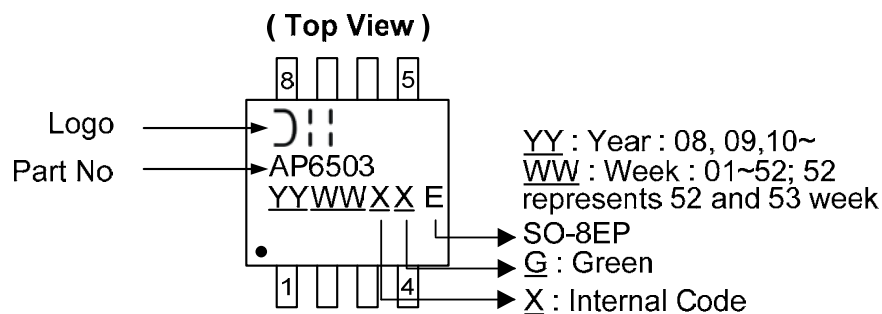 ( Top View )
8 5
Logo
Part No
AP6503
YYWWXXE
1 4
YY : Year : 08, 09,10~
WW : Week : 01~52; 52
represents 52 and 53 week
SO-8EP
G : Green
X : Internal Code